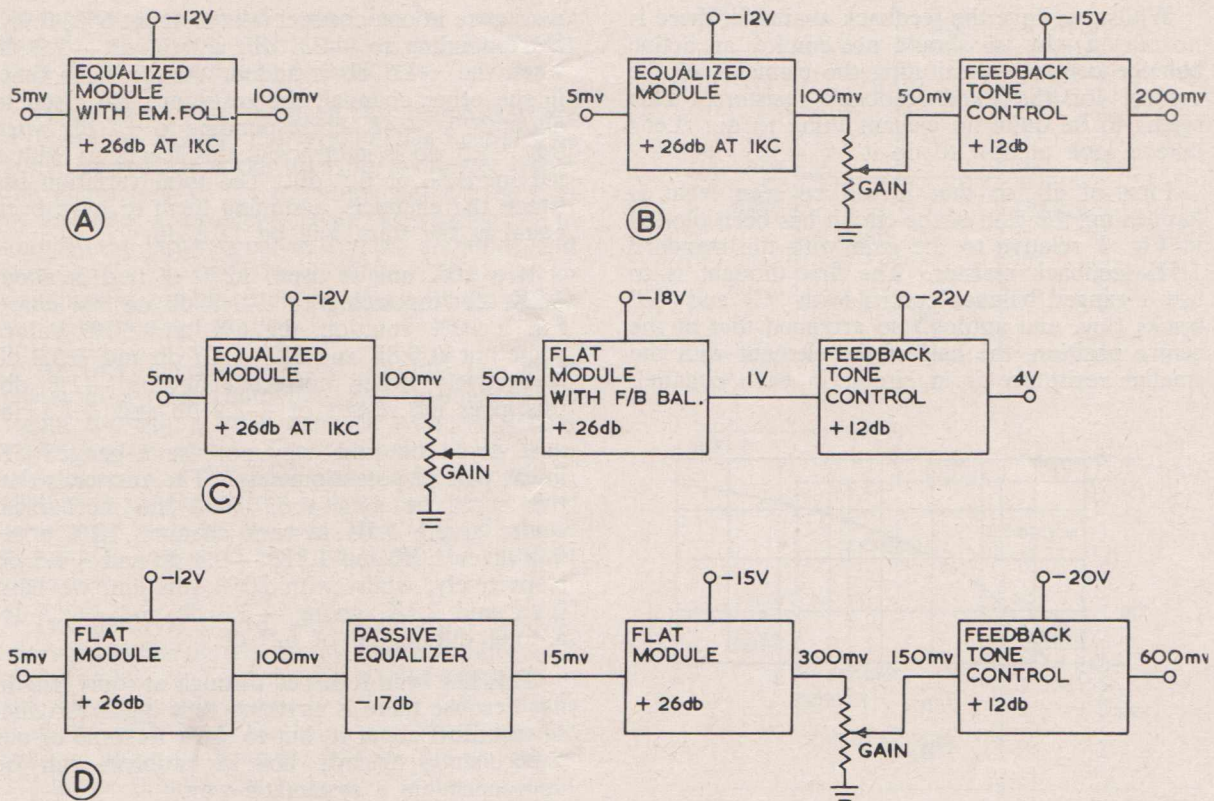 -12V
EQUALIZED
MODULE
WITH EM. FOLL.
+ 26db AT IKC
5mv
100mv
A
-12V
EQUALIZED
MODULE
+ 26db AT IKC
5mv
100mv
GAIN
50mv
-15V
FEEDBACK
TONE
CONTROL
+ 12db
200mv
B
-12V
EQUALIZED
MODULE
+ 26db AT IKC
5mv
100mv
GAIN
50mv
-18V
FLAT
MODULE
WITH F/B BAL.
+ 26db
1V
-22V
FEEDBACK
TONE
CONTROL
+ 12db
4V
C
-12V
FLAT
MODULE
+ 26db
5mv
100mv
PASSIVE
EQUALIZER
-17db
15mv
-15V
FLAT
MODULE
+ 26db
300mv
GAIN
150mv
-20V
FEEDBACK
TONE
CONTROL
+ 12db
600mv
D